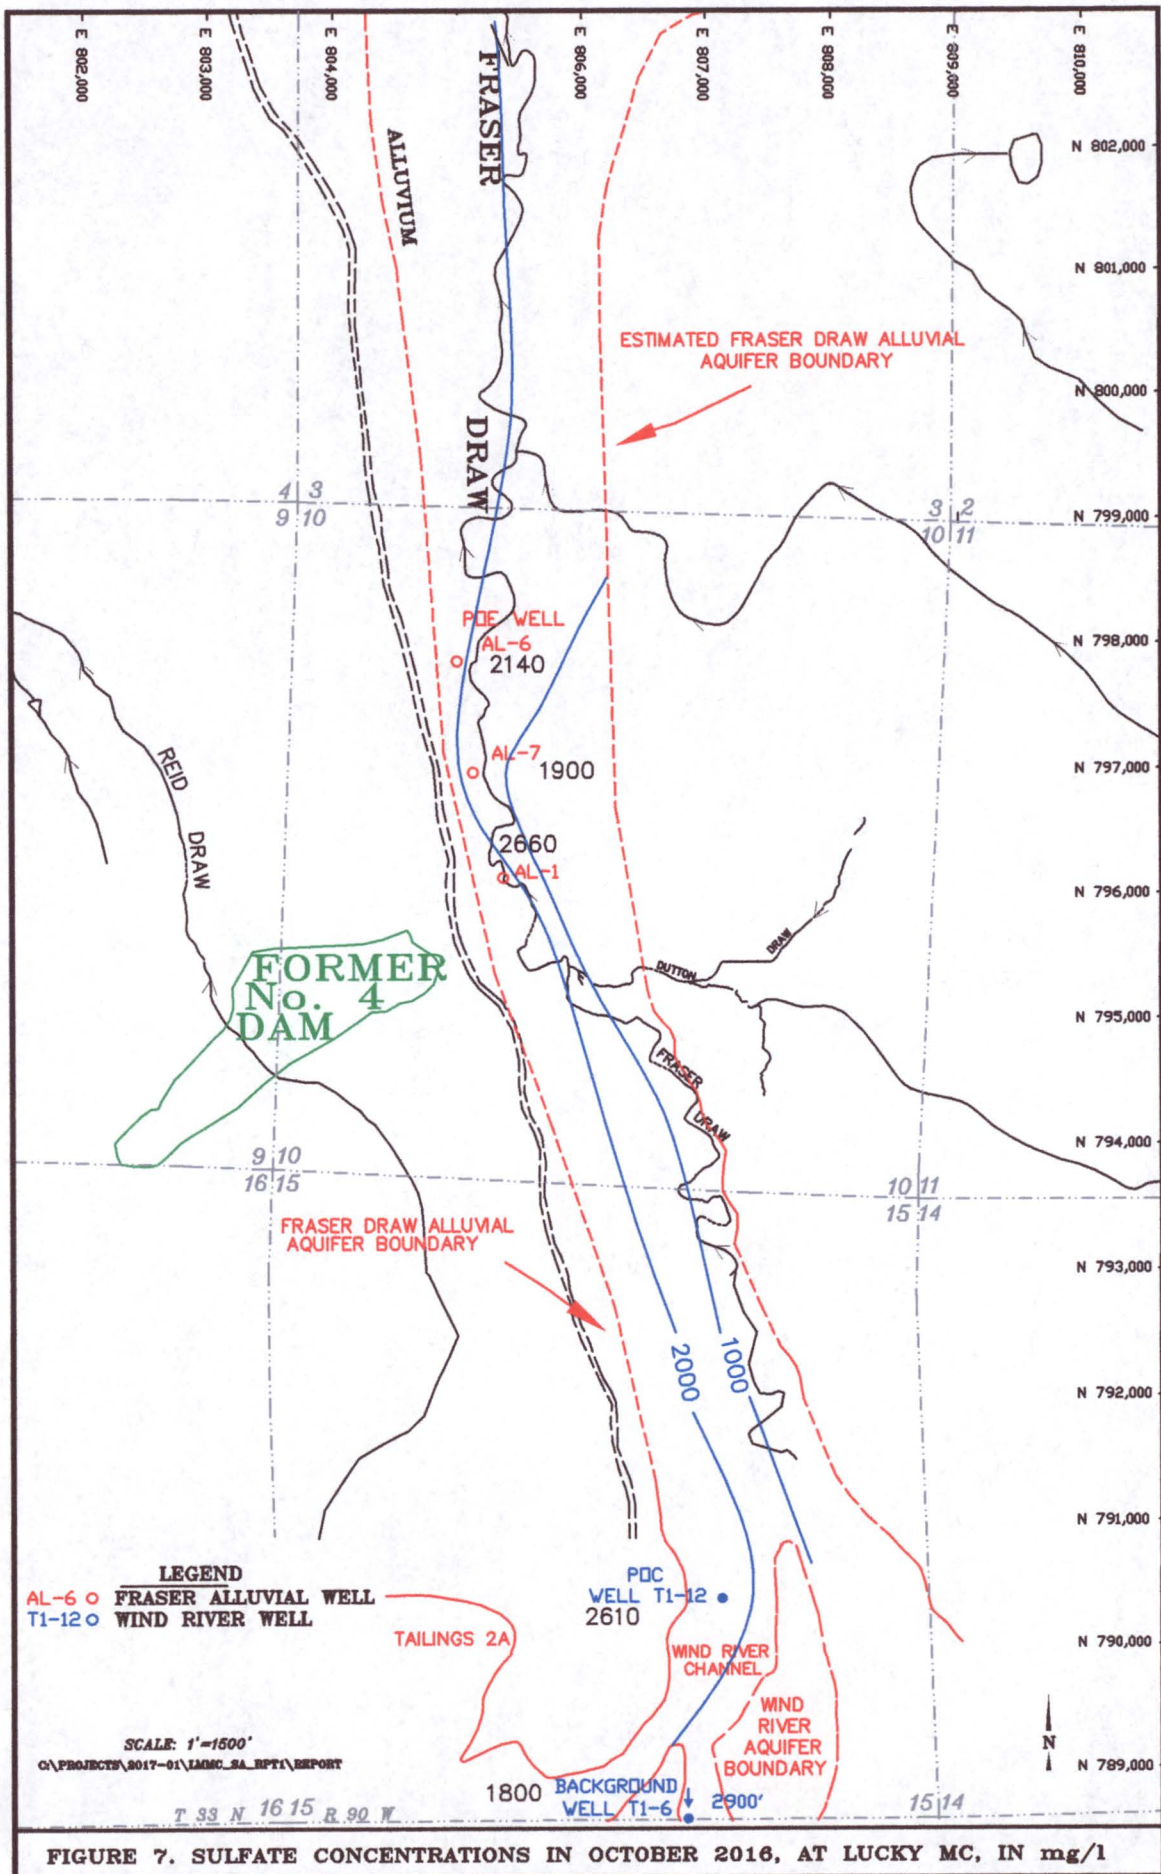 E 802,000
E 803,000
E 804,000
E 806,000
E 807,000
E 808,000
E 809,000
E 810,000
N 802,000
N 801,000
N 800,000
N 799,000
N 798,000
N 797,000
N 796,000
N 795,000
N 794,000
N 793,000
N 792,000
N 791,000
N 790,000
N 789,000
FRASER
DRAW
ALLUVIUM
ESTIMATED FRASER DRAW ALLUVIAL
AQUIFER BOUNDARY
4 3
9 10
3 2
10 11
POE WELL
AL-6
2140
AL-7
1900
2660
AL-1
REID
DRAW
FORMER
No. 4
DAM
DUTTON
DRAW
FRASER
DRAW
9 10
16 15
10 11
15 14
FRASER DRAW ALLUVIAL
AQUIFER BOUNDARY
2000
1000
LEGEND
AL-6 FRASER ALLUVIAL WELL
T1-12 WIND RIVER WELL
TAILINGS 2A
POC
WELL T1-12
2610
WIND RIVER
CHANNEL
WIND
RIVER
AQUIFER
BOUNDARY
N
SCALE: 1"=1500'
C:\PROJECTS\2017-01\LMMC_SA_RPT1\REPORT
1800
BACKGROUND
WELL T1-6
2900'
T 33 N 16 15 R 90 W
15 14
FIGURE 7. SULFATE CONCENTRATIONS IN OCTOBER 2016, AT LUCKY MC, IN mg/l